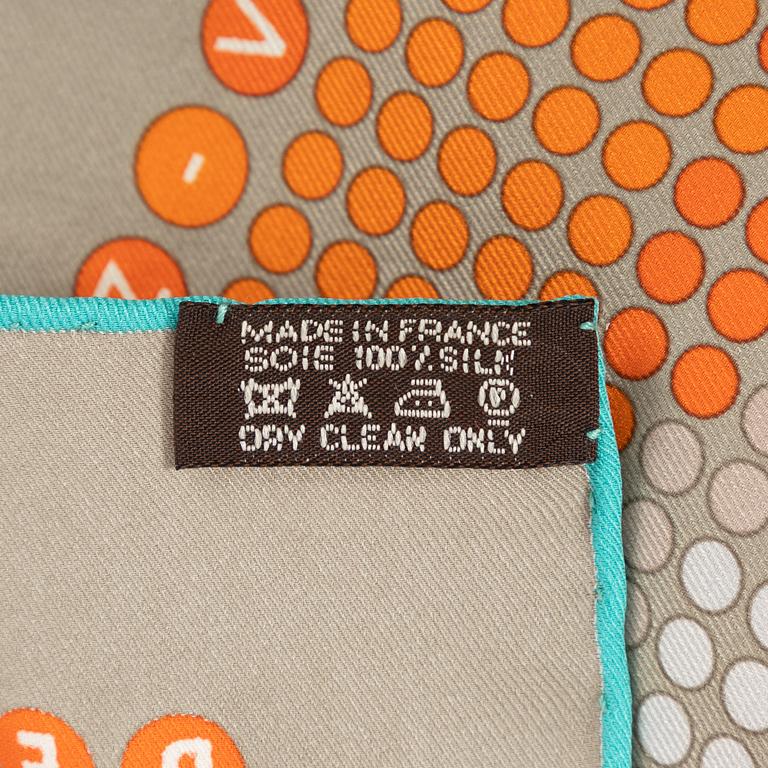 MADE IN FRANCE
SOIE 100% SILK
DRY CLEAN ONLY